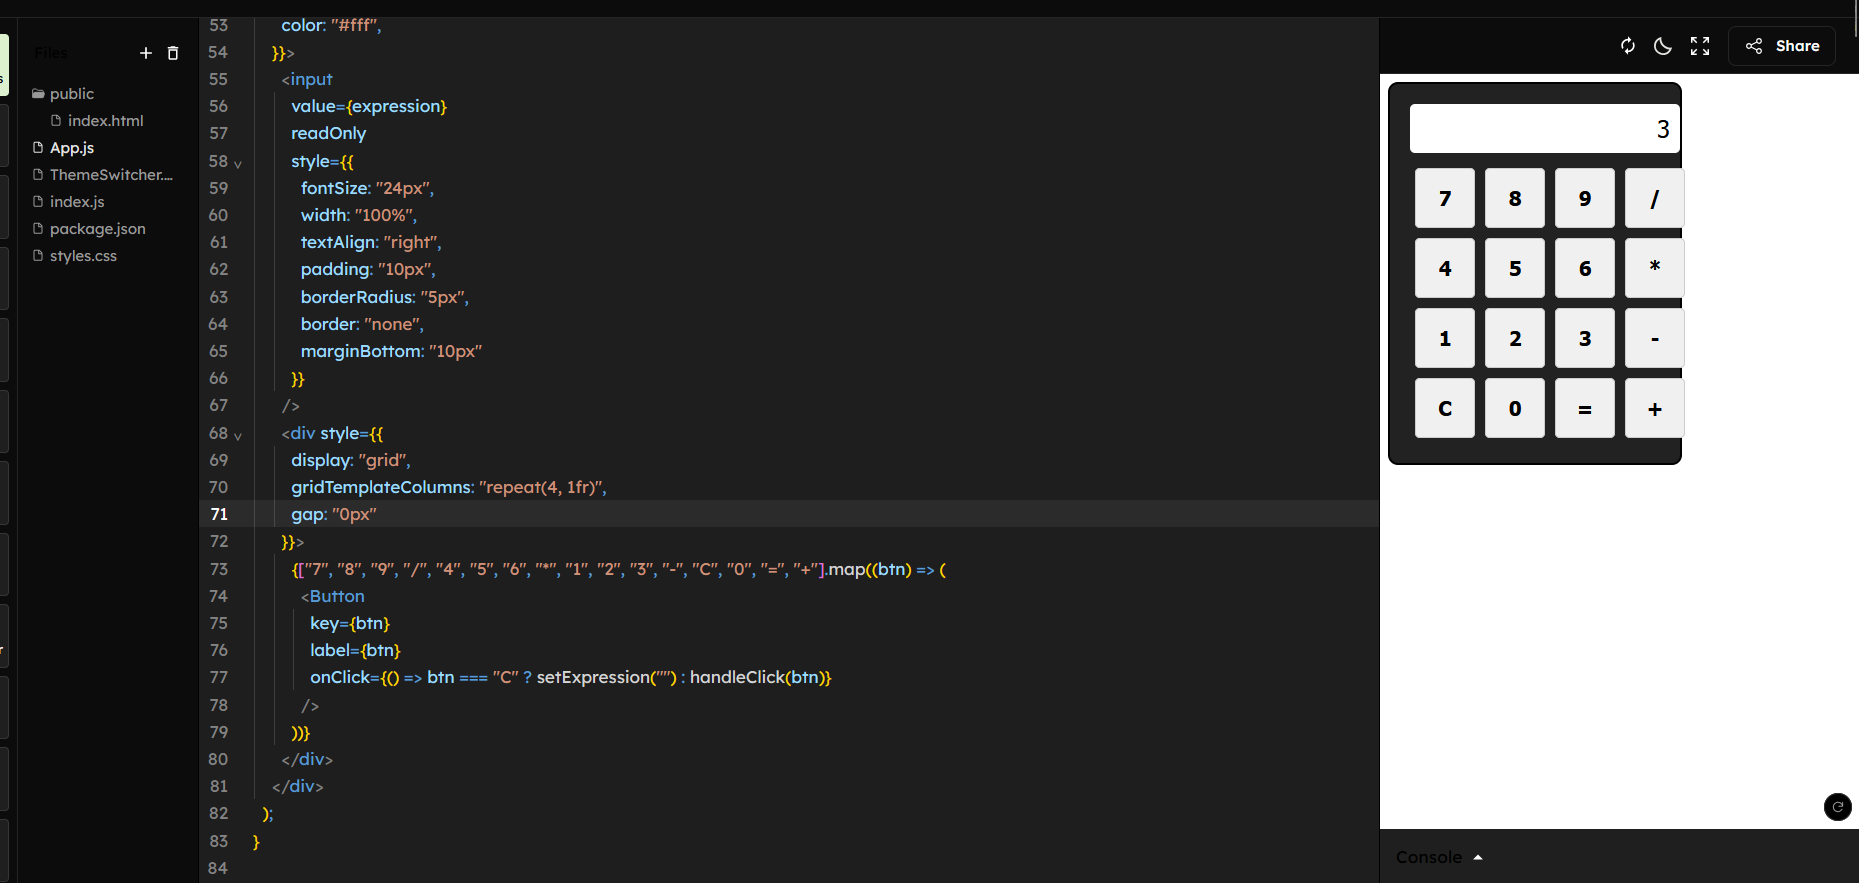 Files
public
index.html
App.js
ThemeSwitcher....
index.js
package.json
styles.css
53 color: "#fff",
54 }}>
55 <input
56 value={expression}
57 readOnly
58 style={{
59 fontSize: "24px",
60 width: "100%",
61 textAlign: "right",
62 padding: "10px",
63 borderRadius: "5px",
64 border: "none",
65 marginBottom: "10px"
66 }}
67 />
68 <div style={{
69 display: "grid",
70 gridTemplateColumns: "repeat(4, 1fr)",
71 gap: "0px"
72 }}>
73 {["7", "8", "9", "/", "4", "5", "6", "*", "1", "2", "3", "-", "C", "0", "=", "+"].map((btn) => (
74 <Button
75 key={btn}
76 label={btn}
77 onClick={() => btn === "C" ? setExpression("") : handleClick(btn)}
78 />
79 ))}
80 </div>
81 </div>
82 );
83 }
84
Share
3
7 8 9 /
4 5 6 *
1 2 3 -
C 0 = +
Console